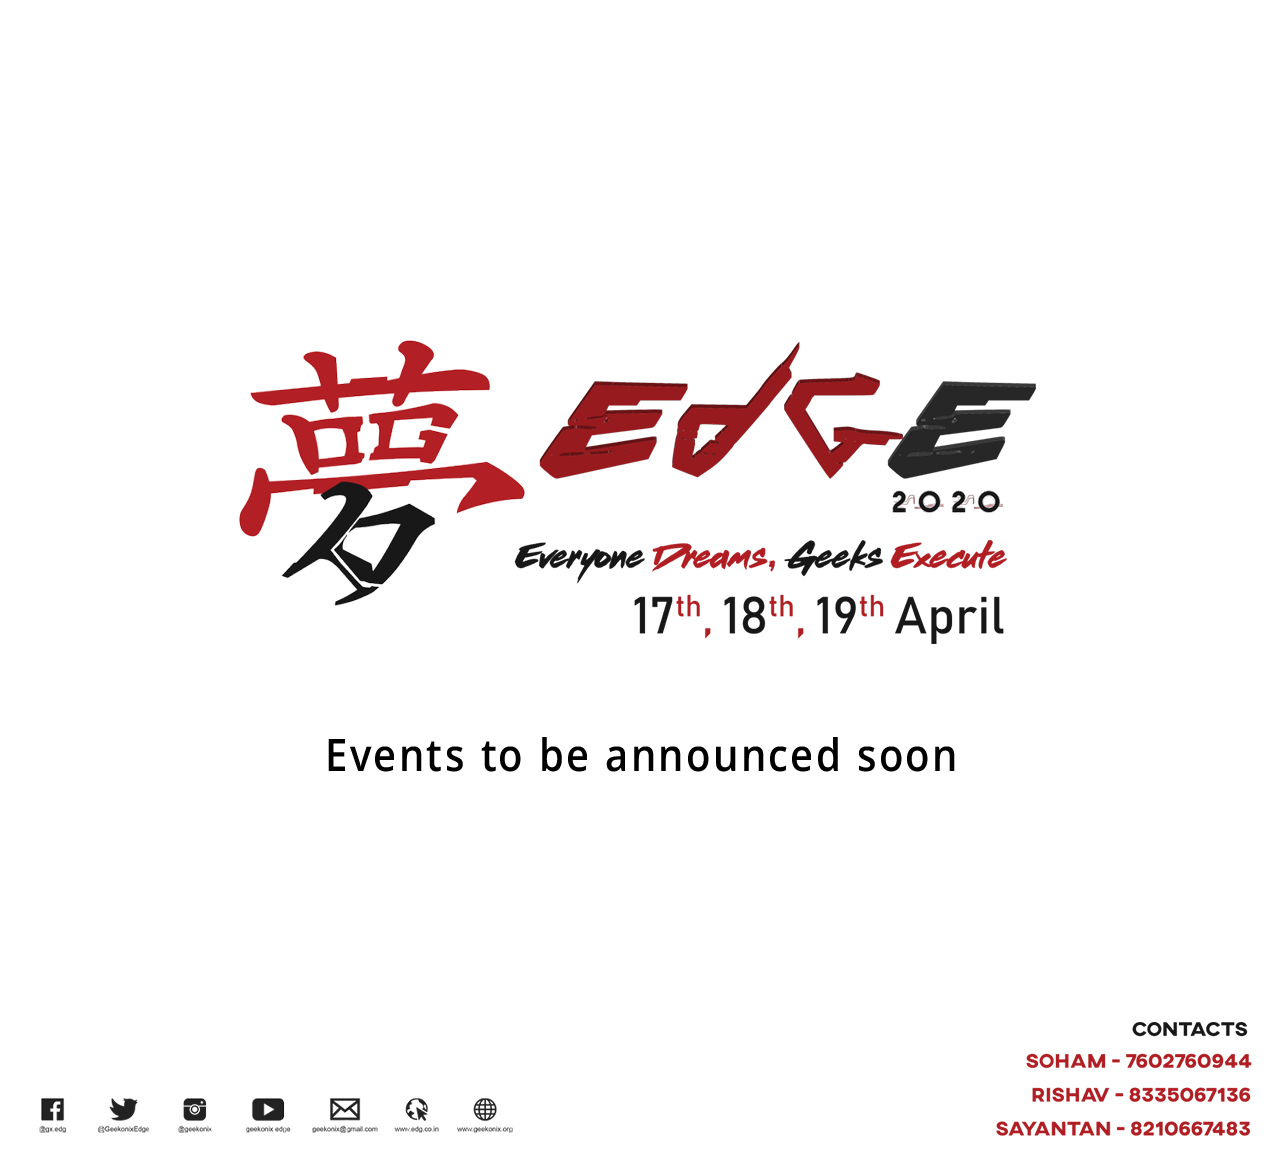 夢 EDGE
2020
Everyone Dreams, Geeks Execute
17th, 18th, 19th April
Events to be announced soon
CONTACTS
SOHAM - 7602760944
RISHAV - 8335067136
SAYANTAN - 8210667483
@gx.edg @GeekonixEdge @geekonix geekonix edge geekonix@gmail.com www.edg.co.in www.geekonix.org